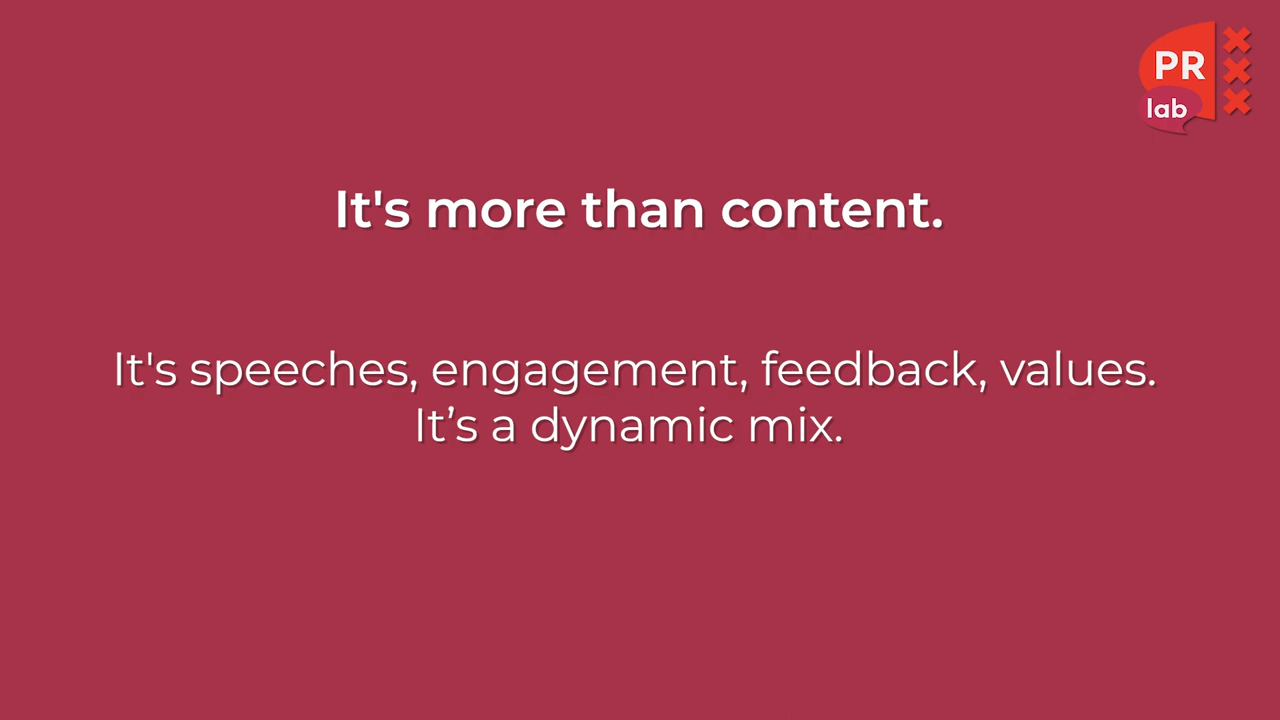 PR
lab
It's more than content.
It's speeches, engagement, feedback, values.
It’s a dynamic mix.